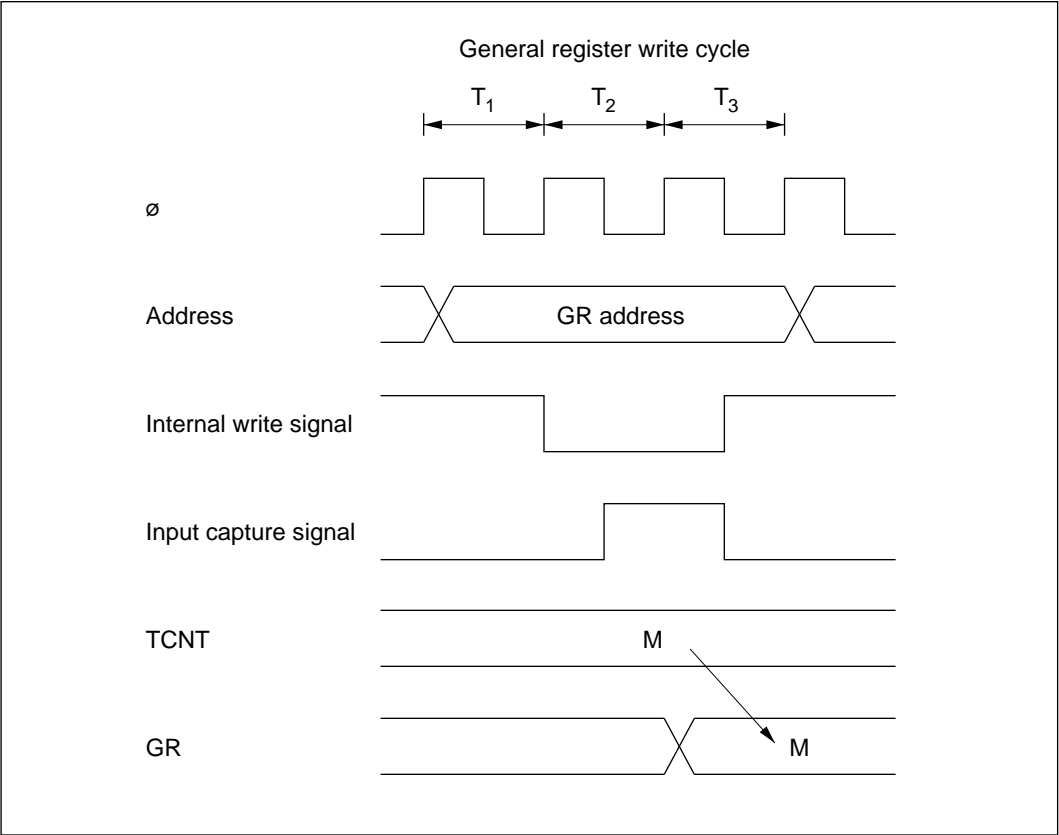 General register write cycle
T1 T2 T3
ø
Address GR address
Internal write signal
Input capture signal
TCNT M
GR M